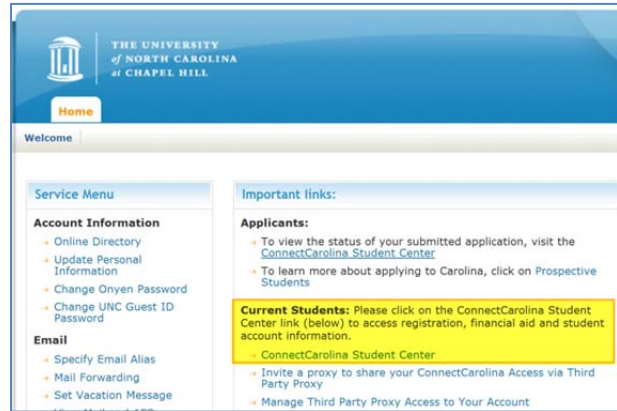 THE UNIVERSITY
of NORTH CAROLINA
at CHAPEL HILL
Home
Welcome
Service Menu
Account Information
Online Directory
Update Personal
Information
Change Onyen Password
Change UNC Guest ID
Password
Email
Specify Email Alias
Mail Forwarding
Set Vacation Message
Important links:
Applicants:
To view the status of your submitted application, visit the
ConnectCarolina Student Center
To learn more about applying to Carolina, click on Prospective
Students
Current Students: Please click on the ConnectCarolina Student
Center link (below) to access registration, financial aid and student
account information.
ConnectCarolina Student Center
Invite a proxy to share your ConnectCarolina Access via Third
Party Proxy
Manage Third Party Proxy Access to Your Account